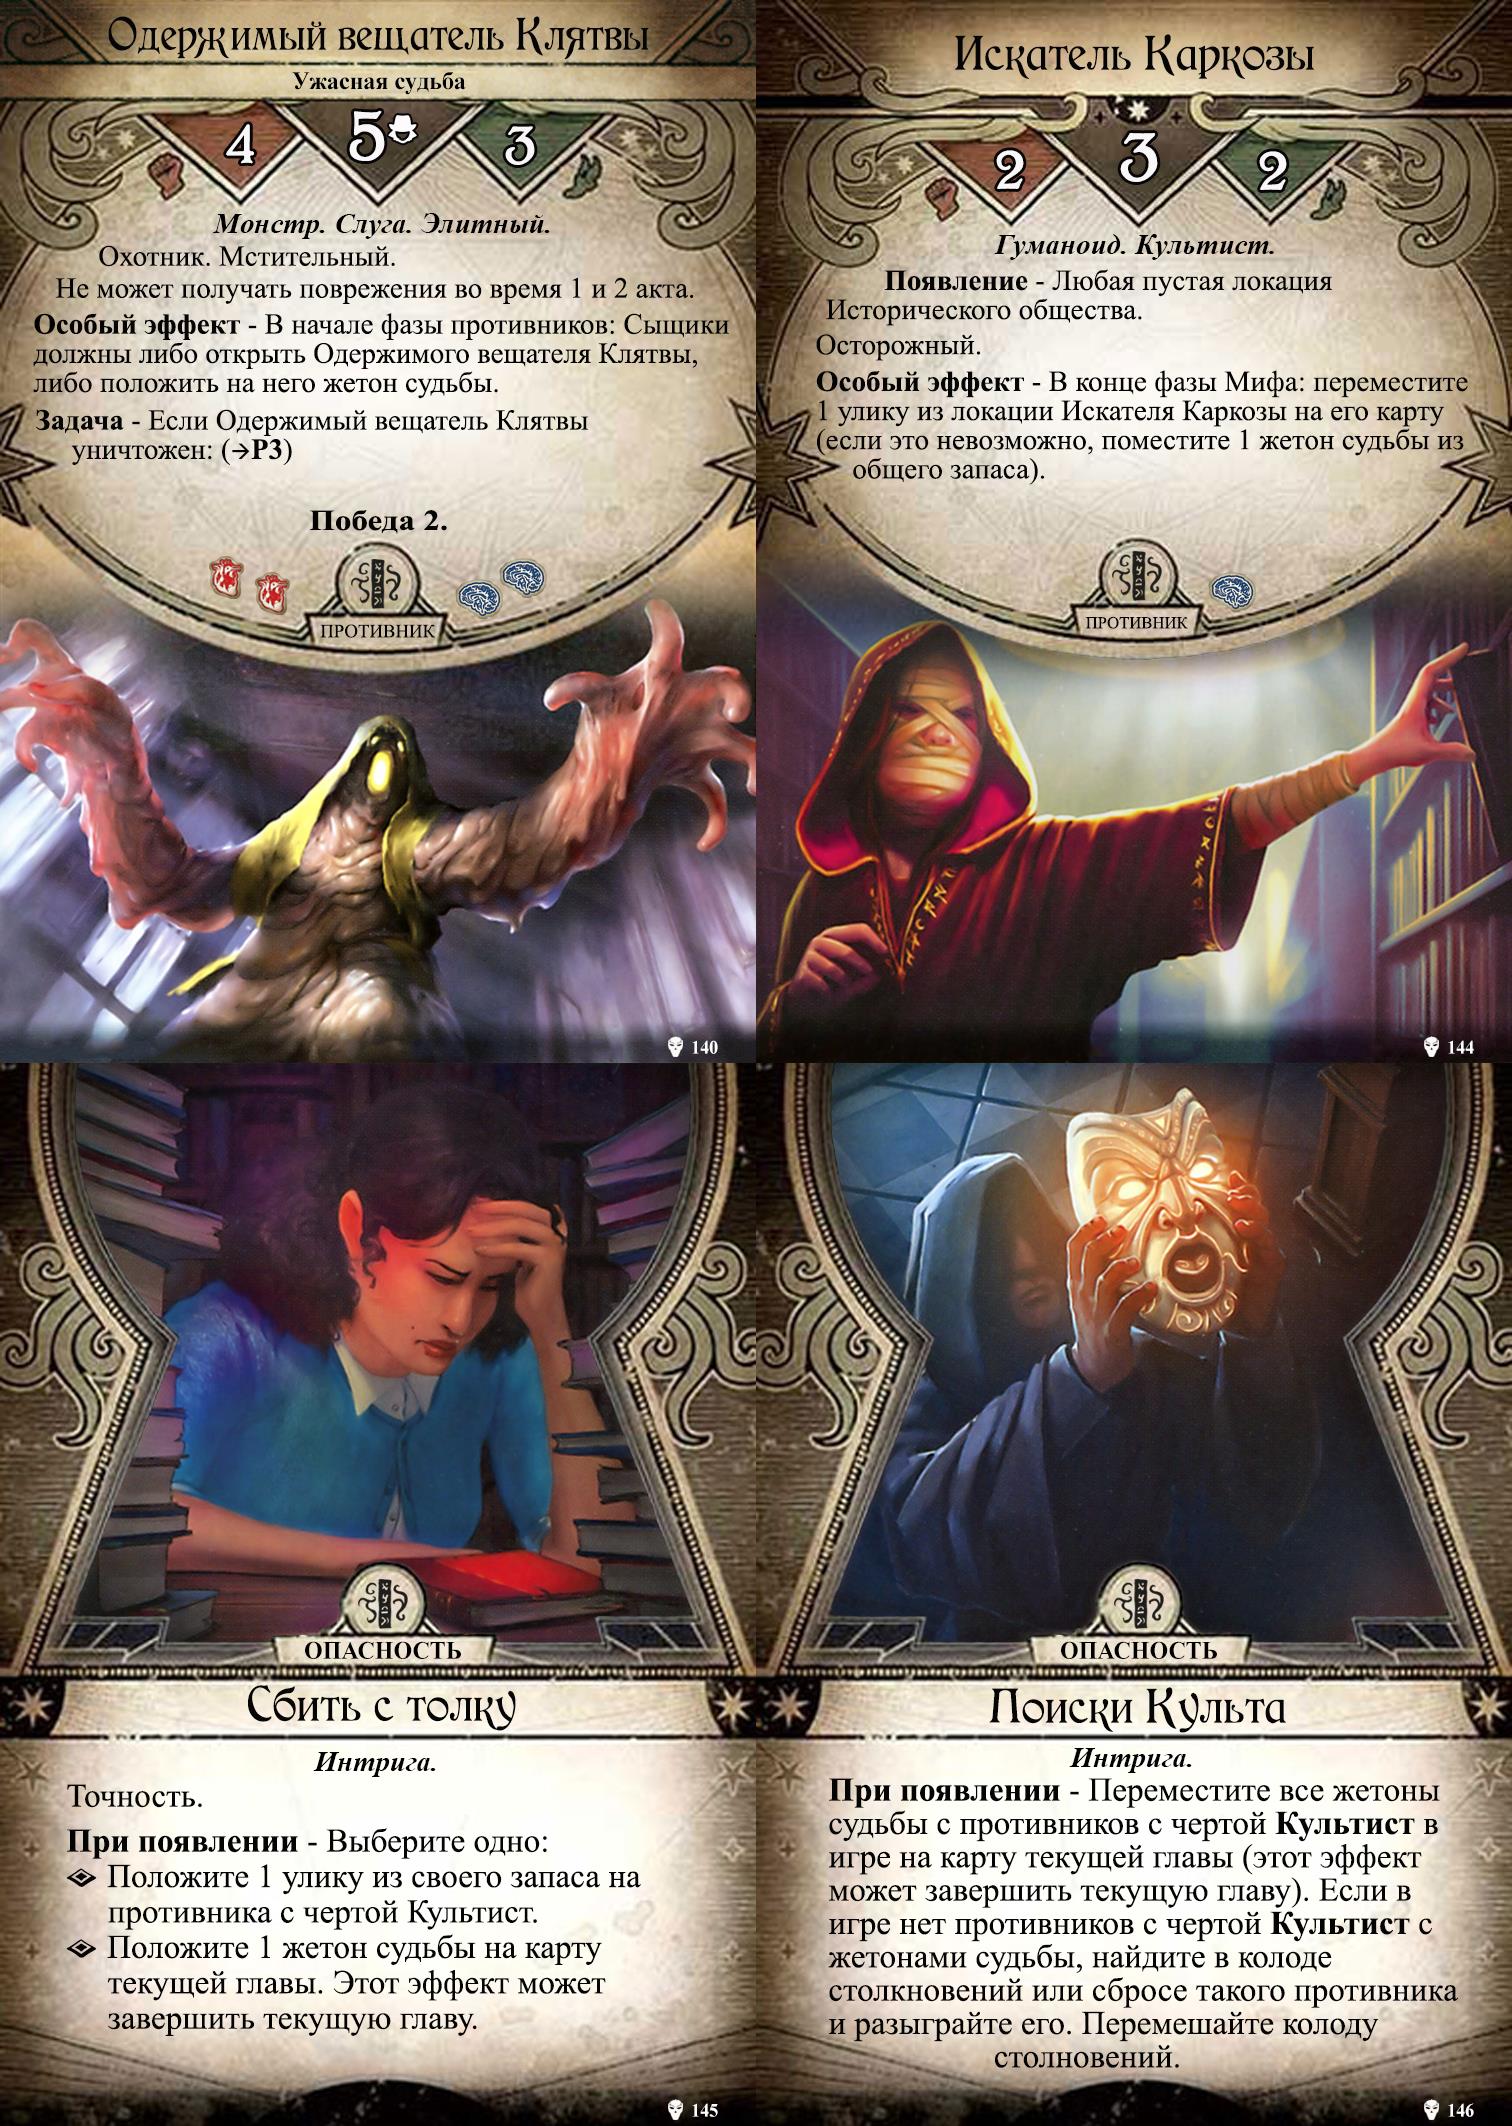 Одержимый вещатель Клятвы
Ужасная судьба
4
5
3
Монстр. Слуга. Элитный.
Охотник. Мстительный.
Не может получать поврежения во время 1 и 2 акта.
Особый эффект - В начале фазы противников: Сыщики
должны либо открыть Одержимого вещателя Клятвы,
либо положить на него жетон судьбы.
Задача - Если Одержимый вещатель Клятвы
уничтожен: (→Р3)
Победа 2.
ПРОТИВНИК
140
Искатель Каркозы
2
3
2
Гуманоид. Культист.
Появление - Любая пустая локация
Исторического общества.
Осторожный.
Особый эффект - В конце фазы Мифа: переместите
1 улику из локации Искателя Каркозы на его карту
(если это невозможно, поместите 1 жетон судьбы из
общего запаса).
ПРОТИВНИК
144
ОПАСНОСТЬ
Сбить с толку
Интрига.
Точность.
При появлении - Выберите одно:
Положите 1 улику из своего запаса на
противника с чертой Культист.
Положите 1 жетон судьбы на карту
текущей главы. Этот эффект может
завершить текущую главу.
145
ОПАСНОСТЬ
Поиски Культа
Интрига.
При появлении - Переместите все жетоны
судьбы с противников с чертой Культист в
игре на карту текущей главы (этот эффект
может завершить текущую главу). Если в
игре нет противников с чертой Культист с
жетонами судьбы, найдите в колоде
столкновений или сбросе такого противника
и разыграйте его. Перемешайте колоду
столновений.
146